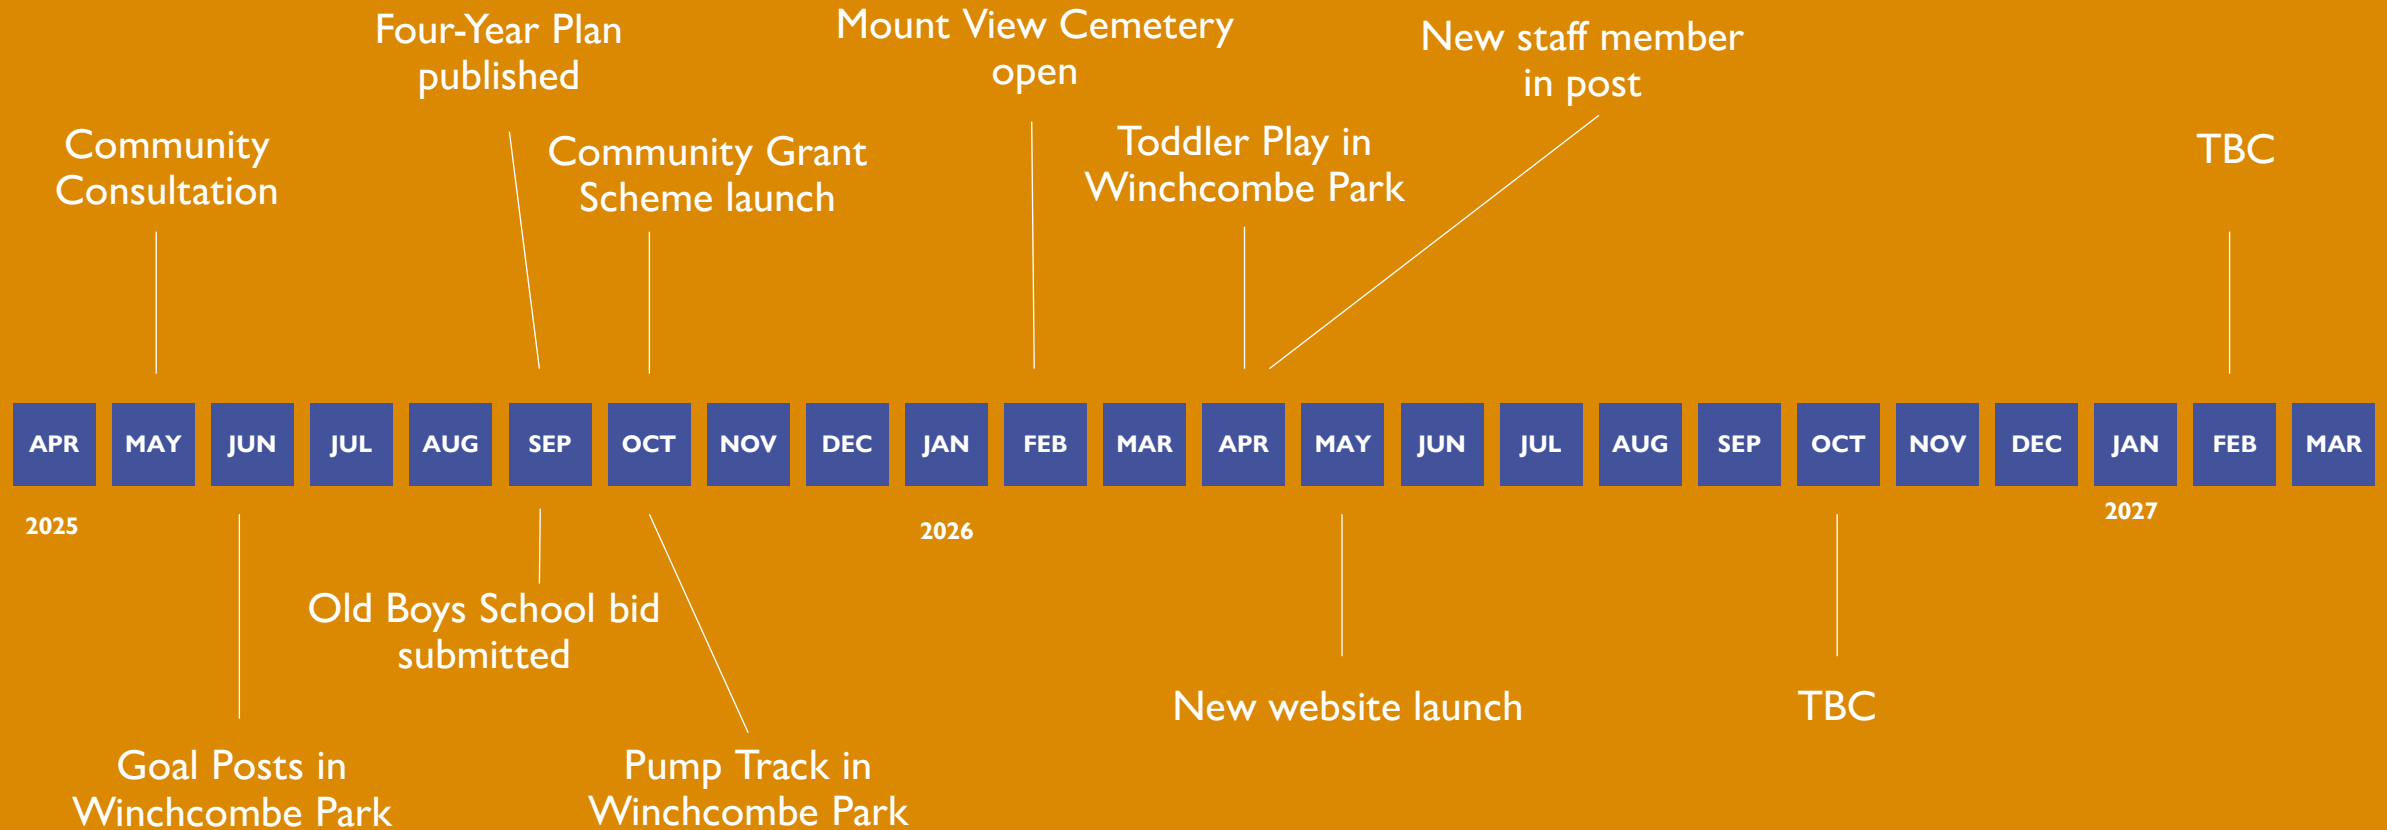 Four-Year Plan
published
Mount View Cemetery
open
New staff member
in post
Community
Consultation
Community Grant
Scheme launch
Toddler Play in
Winchcombe Park
TBC
APR MAY JUN JUL AUG SEP OCT NOV DEC JAN FEB MAR APR MAY JUN JUL AUG SEP OCT NOV DEC JAN FEB MAR
2025 2026 2027
Old Boys School bid
submitted
New website launch
TBC
Goal Posts in
Winchcombe Park
Pump Track in
Winchcombe Park